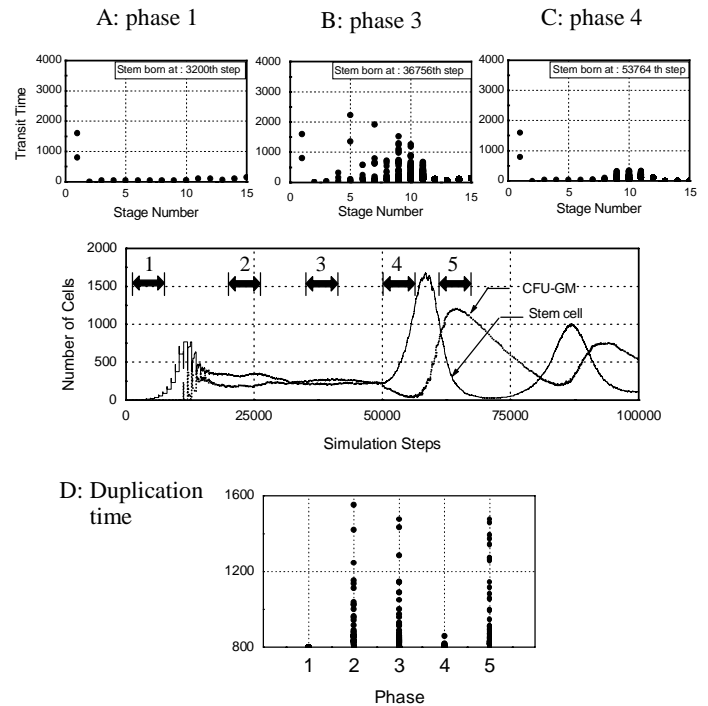 A: phase 1
B: phase 3
C: phase 4
Transit Time
4000
3000
2000
1000
0
Stem born at : 3200th step
0 5 10 15
Stage Number
4000
3000
2000
1000
0
Stem born at : 36756th step
0 5 10 15
Stage Number
4000
3000
2000
1000
0
Stem born at : 53764 th step
0 5 10 15
Stage Number
Number of Cells
2000
1500
1000
500
0
1 2 3 4 5
CFU-GM
Stem cell
0 25000 50000 75000 100000
Simulation Steps
D: Duplication
time
1600
1200
800
1 2 3 4 5
Phase